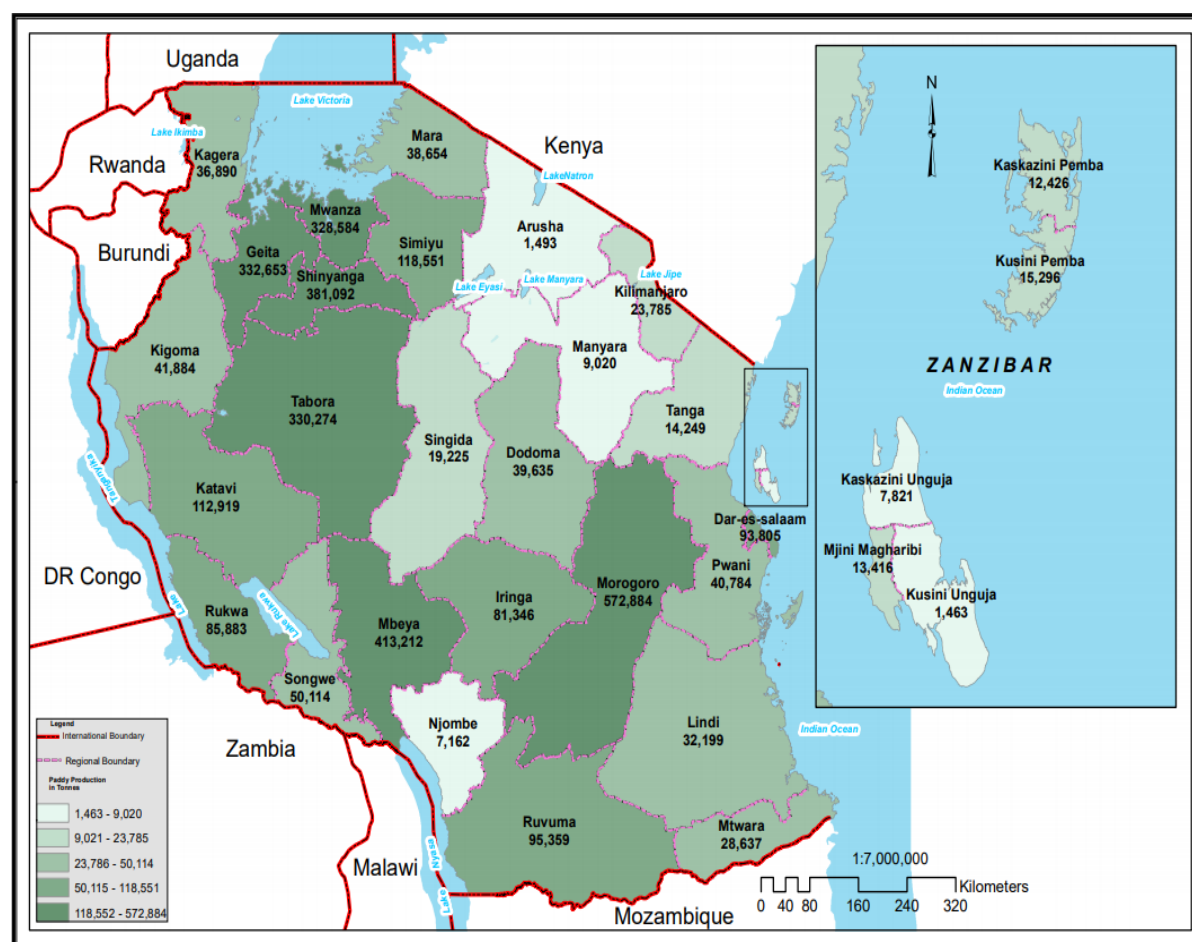 Uganda
Lake Victoria
Lake Ikimba
Mara
38,654
Kenya
Kagera
36,890
Rwanda
LakeNatron
Mwanza
328,584
Arusha
1,493
Burundi
Geita
332,653
Simiyu
118,551
Shinyanga
381,092
Lake Eyasi
Lake Manyara
Lake Jipe
Kilimanjaro
23,785
Kigoma
41,884
Manyara
9,020
Tabora
330,274
Singida
19,225
Dodoma
39,635
Tanga
14,249
Tanganyika
Lake
Katavi
112,919
Dar-es-salaam
93,805
Pwani
40,784
DR Congo
Rukwa
85,883
Lake Rukwa
Mbeya
413,212
Iringa
81,346
Morogoro
572,884
Songwe
50,114
Njombe
7,162
Lindi
32,199
Indian Ocean
Zambia
Ruvuma
95,359
Mtwara
28,637
Malawi
Nyasa
Lake
Mozambique
N
Kaskazini Pemba
12,426
Kusini Pemba
15,296
ZANZIBAR
Indian Ocean
Kaskazini Unguja
7,821
Mjini Magharibi
13,416
Kusini Unguja
1,463
Legend
International Boundary
Regional Boundary
Paddy Production
in Tonnes
1,463 - 9,020
9,021 - 23,785
23,786 - 50,114
50,115 - 118,551
118,552 - 572,884
1:7,000,000
Kilometers
0 40 80 160 240 320